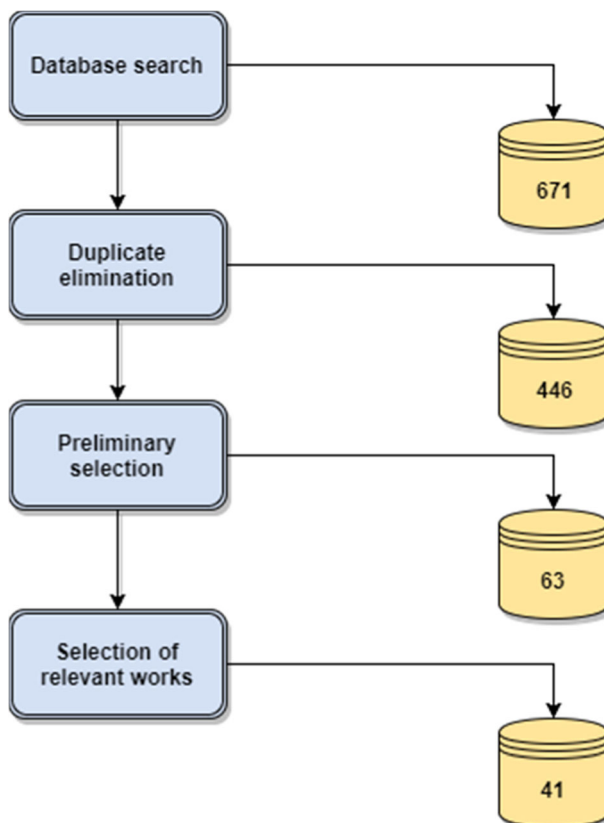 Database search
671
Duplicate
elimination
446
Preliminary
selection
63
Selection of
relevant works
41